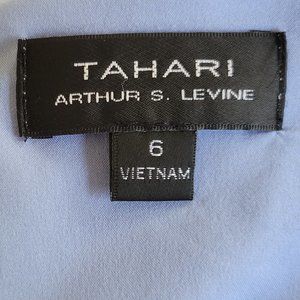 TAHARI
ARTHUR S. LEVINE
6
VIETNAM